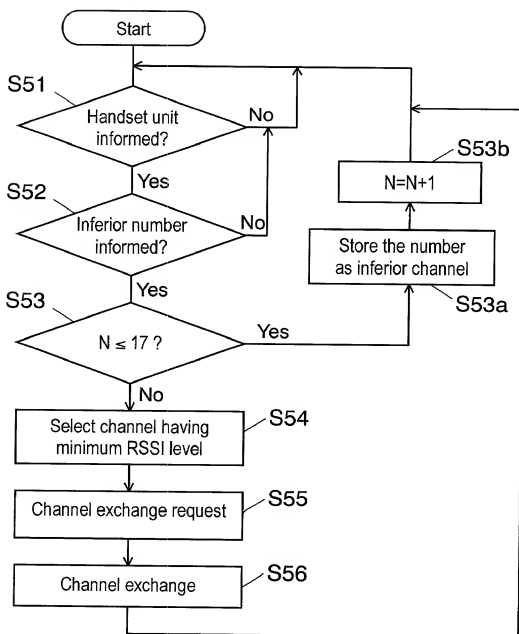 Start
S51
Handset unit
informed?
No
Yes
S52
Inferior number
informed?
No
Yes
S53
N ≤ 17 ?
Yes
No
S53b
N=N+1
Store the number
as inferior channel
S53a
Select channel having
minimum RSSI level
S54
Channel exchange request
S55
Channel exchange
S56